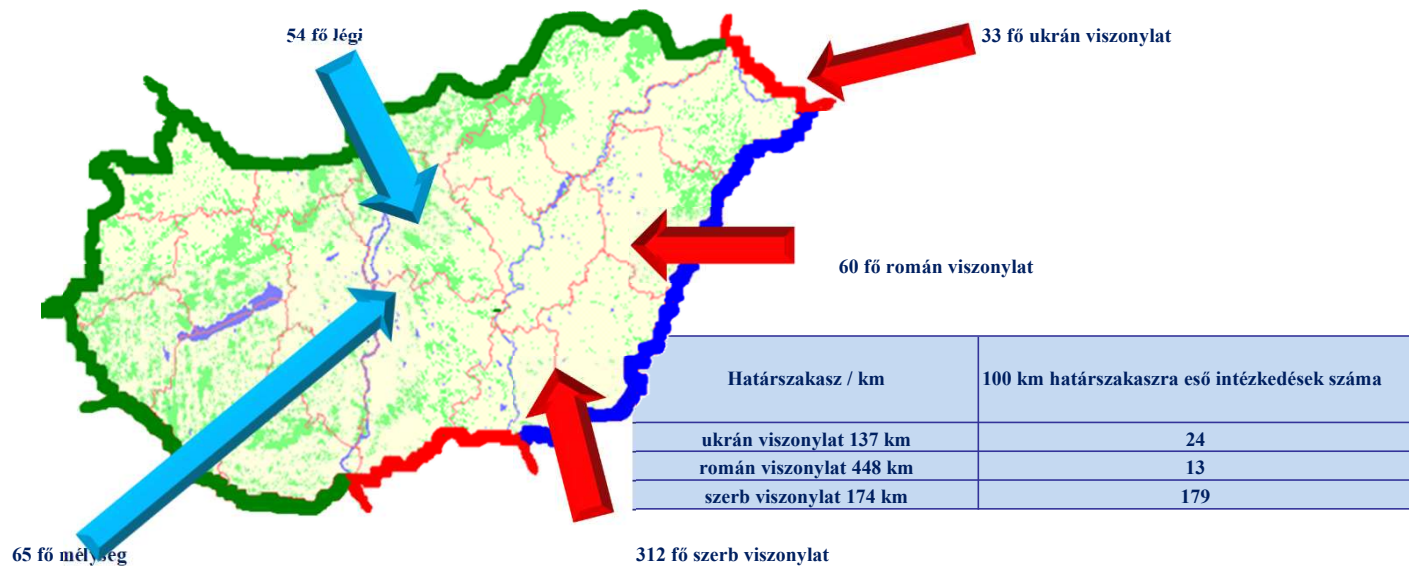 54 fő légi
33 fő ukrán viszonylat
60 fő román viszonylat
Határszakasz / km
100 km határszakaszra eső intézkedések száma
ukrán viszonylat 137 km
24
román viszonylat 448 km
13
szerb viszonylat 174 km
179
65 fő mélység
312 fő szerb viszonylat